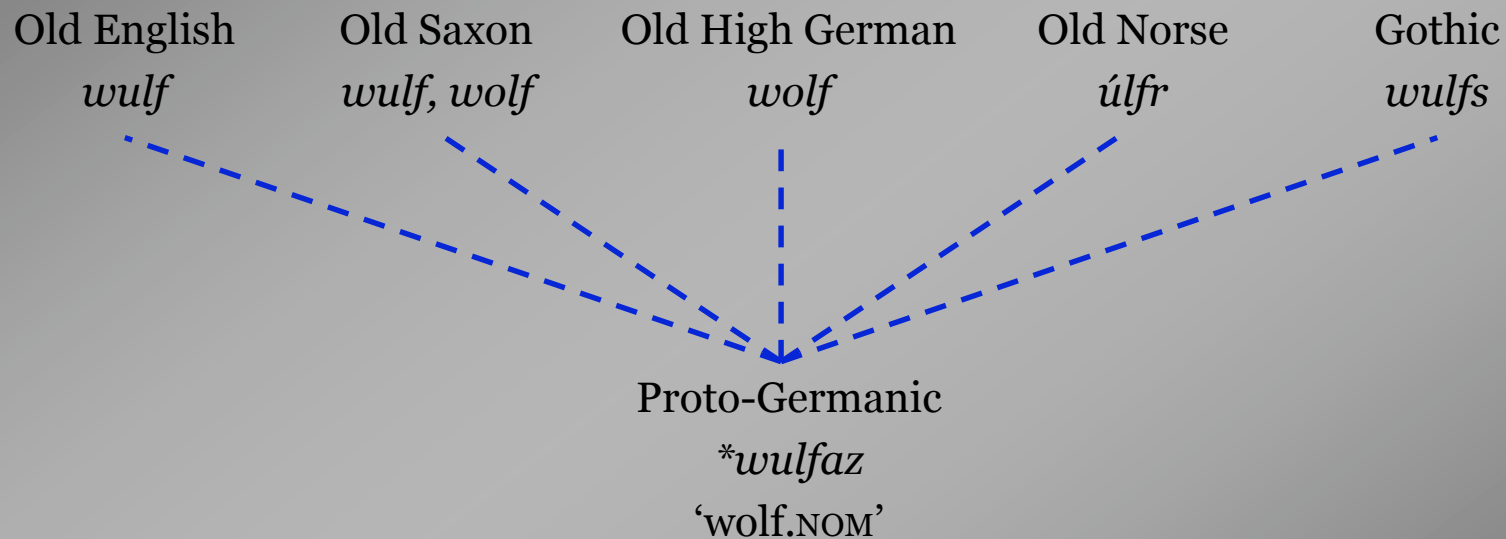 Old English Old Saxon Old High German Old Norse Gothic
wulf wulf, wolf wolf úlfr wulfs
Proto-Germanic
*wulfaz
‘wolf.NOM’